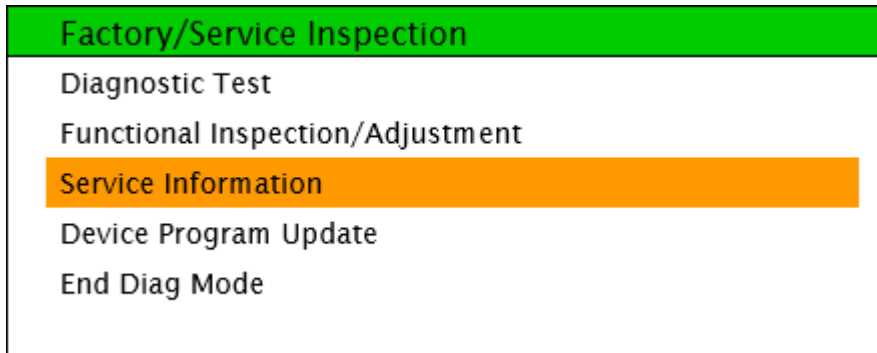 Factory/Service Inspection
Diagnostic Test
Functional Inspection/Adjustment
Service Information
Device Program Update
End Diag Mode